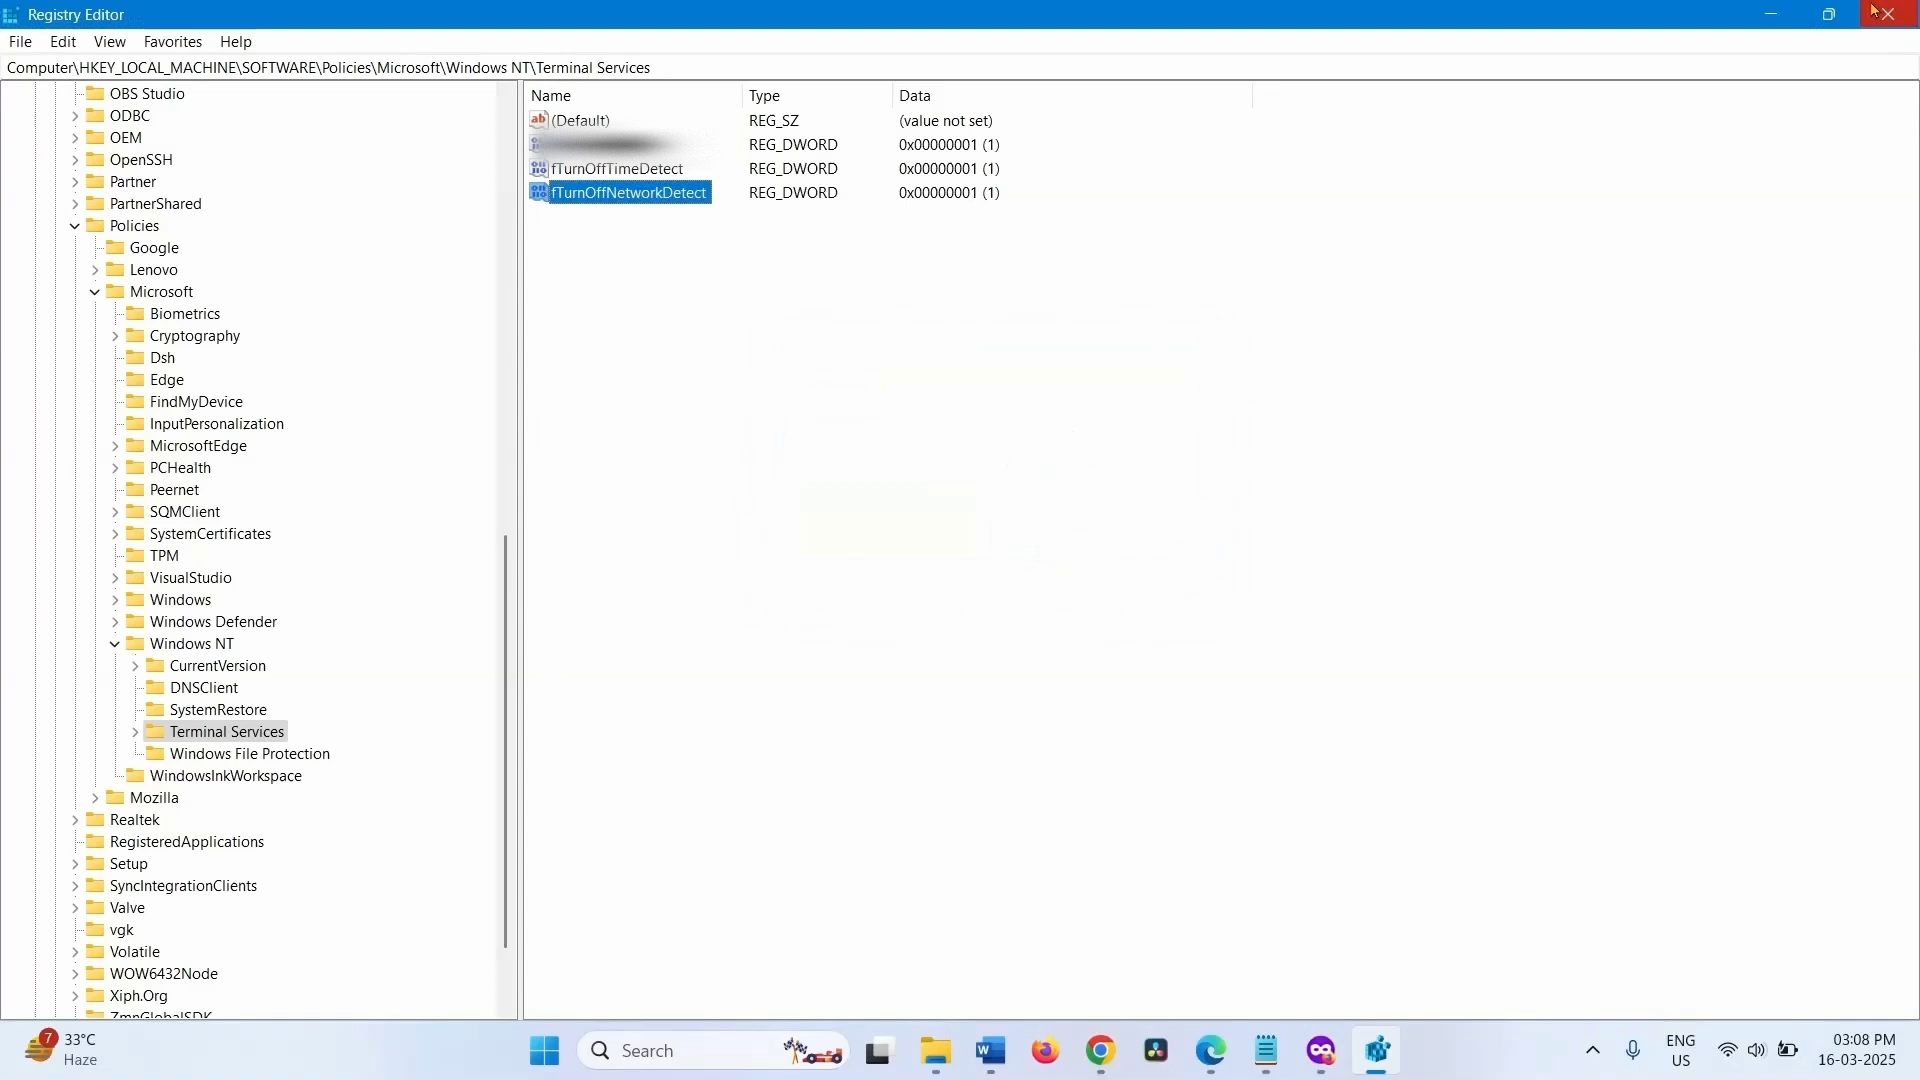 Registry Editor
File Edit View Favorites Help
Computer\HKEY_LOCAL_MACHINE\SOFTWARE\Policies\Microsoft\Windows NT\Terminal Services
OBS Studio
ODBC
OEM
OpenSSH
Partner
PartnerShared
Policies
Google
Lenovo
Microsoft
Biometrics
Cryptography
Dsh
Edge
FindMyDevice
InputPersonalization
MicrosoftEdge
PCHealth
Peernet
SQMClient
SystemCertificates
TPM
VisualStudio
Windows
Windows Defender
Windows NT
CurrentVersion
DNSClient
SystemRestore
Terminal Services
Windows File Protection
WindowsInkWorkspace
Mozilla
Realtek
RegisteredApplications
Setup
SyncIntegrationClients
Valve
vgk
Volatile
WOW6432Node
Xiph.Org
ZmnGlobalSDK
Name Type Data
ab (Default) REG_SZ (value not set)
REG_DWORD 0x00000001 (1)
fTurnOffTimeDetect REG_DWORD 0x00000001 (1)
fTurnOffNetworkDetect REG_DWORD 0x00000001 (1)
7
33°C
Haze
Search
W
ENG
US
03:08 PM
16-03-2025